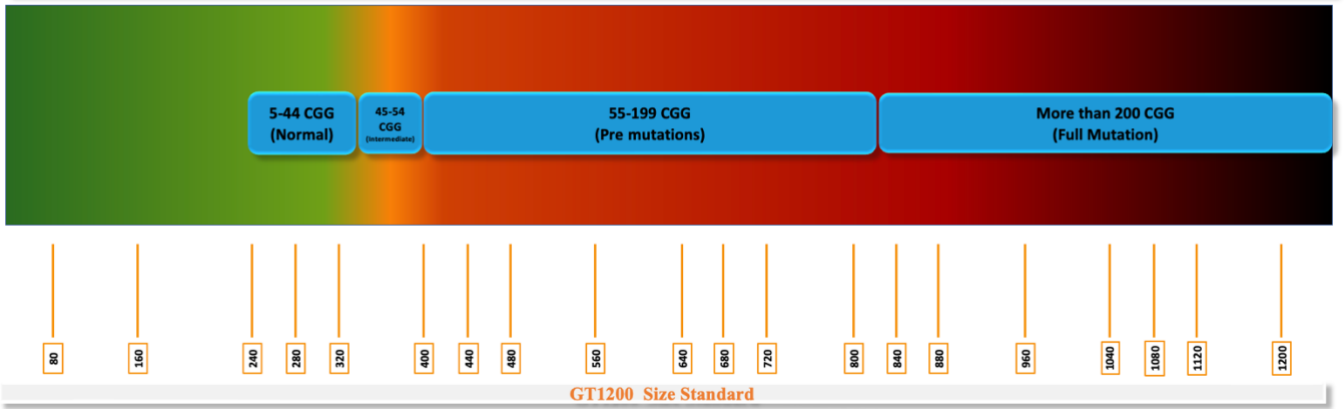 5-44 CGG
(Normal)
45-54
CGG
(Intermediate)
55-199 CGG
(Pre mutations)
More than 200 CGG
(Full Mutation)
80
160
240
280
320
400
440
480
560
640
680
720
800
840
880
960
1040
1080
1120
1200
GT1200 Size Standard